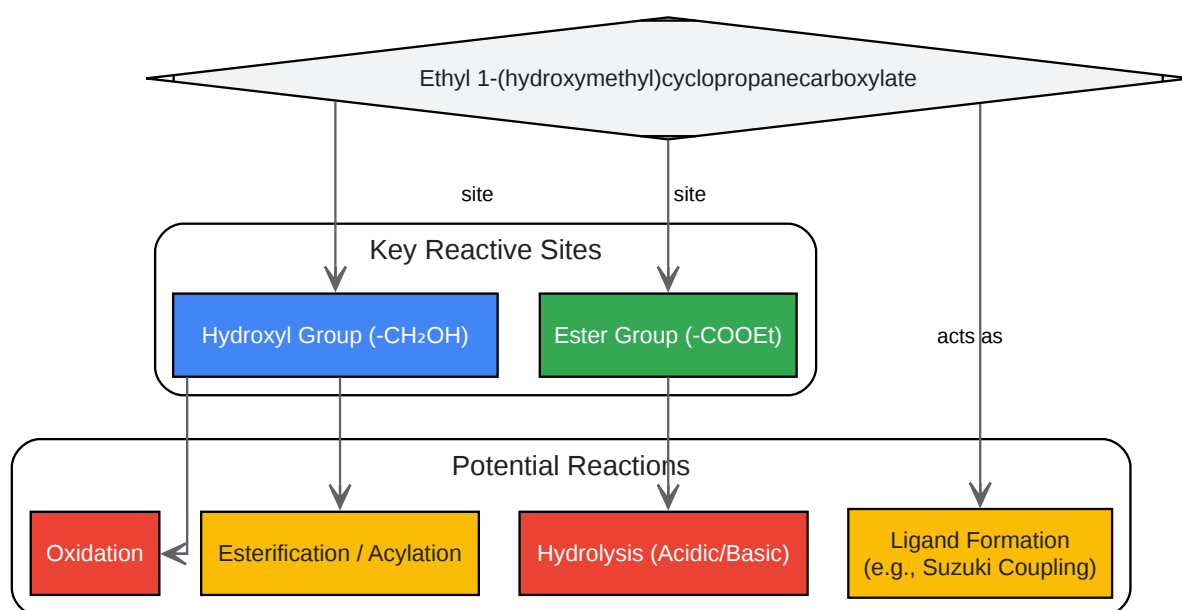 Ethyl 1-(hydroxymethyl)cyclopropanecarboxylate
site
site
Key Reactive Sites
Hydroxyl Group (-CH₂OH)
Ester Group (-COOEt)
acts as
Potential Reactions
Oxidation
Esterification / Acylation
Hydrolysis (Acidic/Basic)
Ligand Formation
(e.g., Suzuki Coupling)